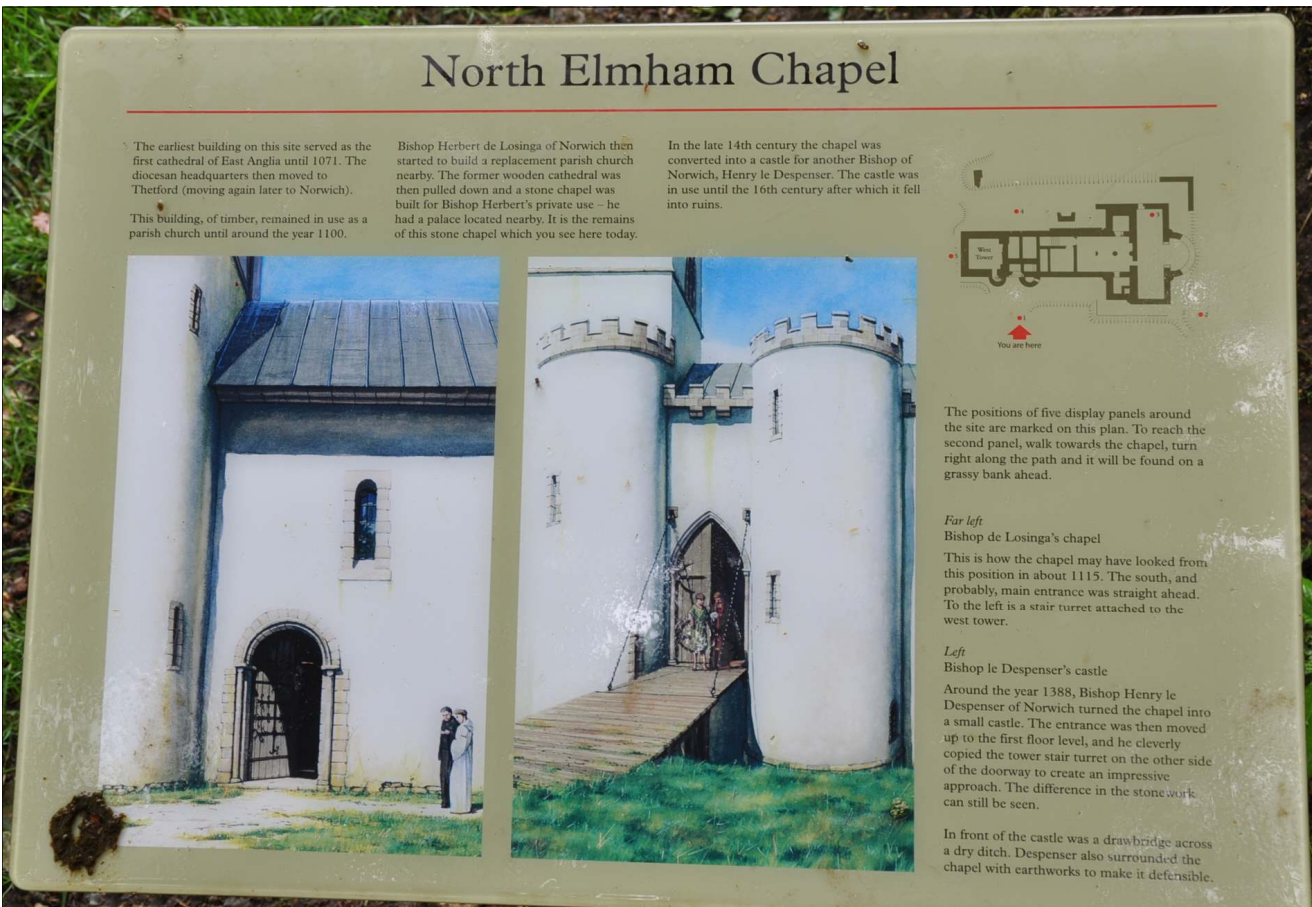 North Elmham Chapel
The earliest building on this site served as the
first cathedral of East Anglia until 1071. The
diocesan headquarters then moved to
Thetford (moving again later to Norwich).
This building, of timber, remained in use as a
parish church until around the year 1100.
Bishop Herbert de Losinga of Norwich then
started to build a replacement parish church
nearby. The former wooden cathedral was
then pulled down and a stone chapel was
built for Bishop Herbert's private use – he
had a palace located nearby. It is the remains
of this stone chapel which you see here today.
In the late 14th century the chapel was
converted into a castle for another Bishop of
Norwich, Henry le Despenser. The castle was
in use until the 16th century after which it fell
into ruins.
4
3
West
Tower
5
1
2
You are here
The positions of five display panels around
the site are marked on this plan. To reach the
second panel, walk towards the chapel, turn
right along the path and it will be found on a
grassy bank ahead.
Far left
Bishop de Losinga's chapel
This is how the chapel may have looked from
this position in about 1115. The south, and
probably, main entrance was straight ahead.
To the left is a stair turret attached to the
west tower.
Left
Bishop le Despenser's castle
Around the year 1388, Bishop Henry le
Despenser of Norwich turned the chapel into
a small castle. The entrance was then moved
up to the first floor level, and he cleverly
copied the tower stair turret on the other side
of the doorway to create an impressive
approach. The difference in the stonework
can still be seen.
In front of the castle was a drawbridge across
a dry ditch. Despenser also surrounded the
chapel with earthworks to make it defensible.